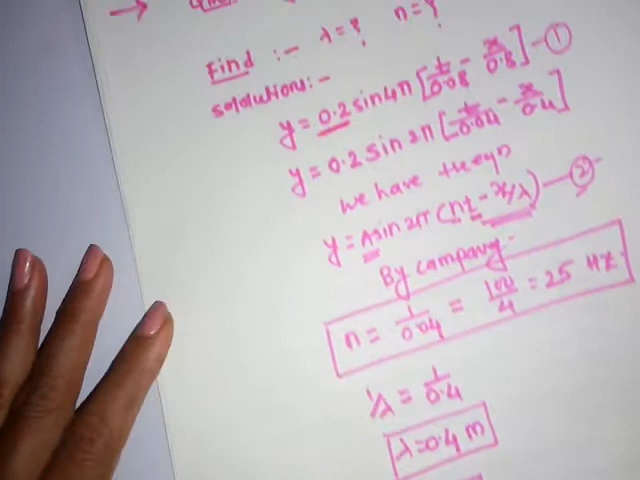 λ = ? n = ?
Find :-
Solution:-
y = 0.2 sin 4π [t/0.08 - x/0.8] - ①
y = 0.2 sin 2π [t/0.04 - x/0.4]
we have the eqn
y = A sin 2π (nt - x/λ) - ②
By comparing.
n = 1/0.04 = 100/4 = 25 Hz
1/λ = 1/0.4
λ = 0.4 m